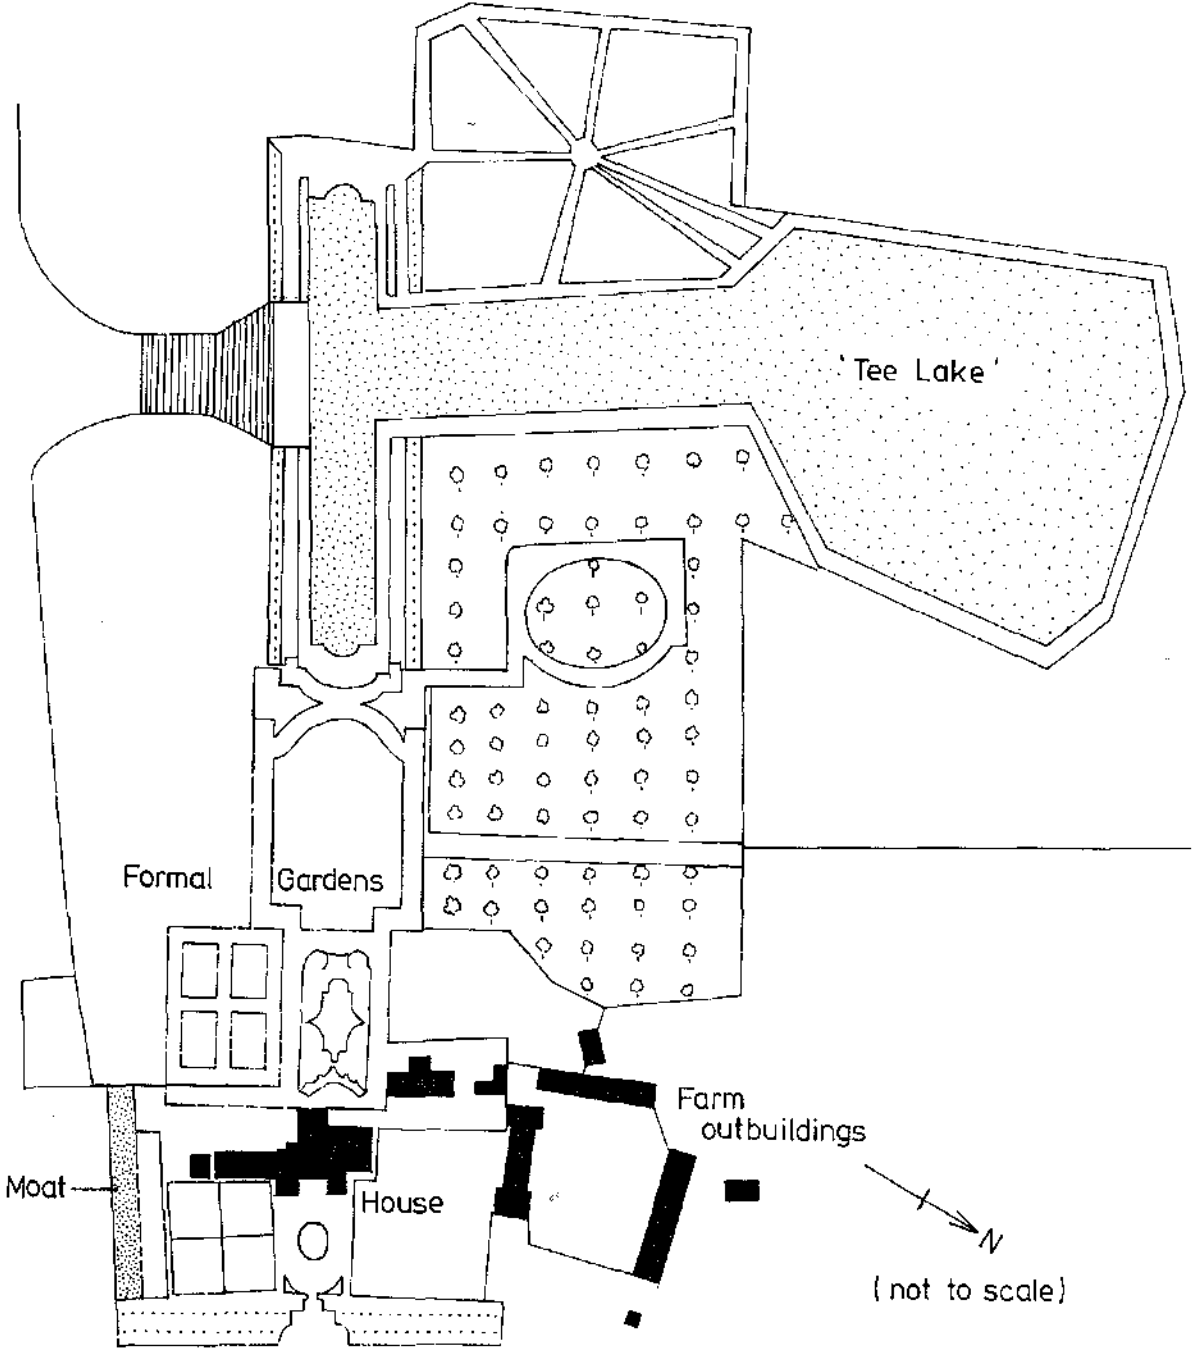 'Tee Lake'
Formal Gardens
Farm
outbuildings
Moat
House
N
(not to scale)